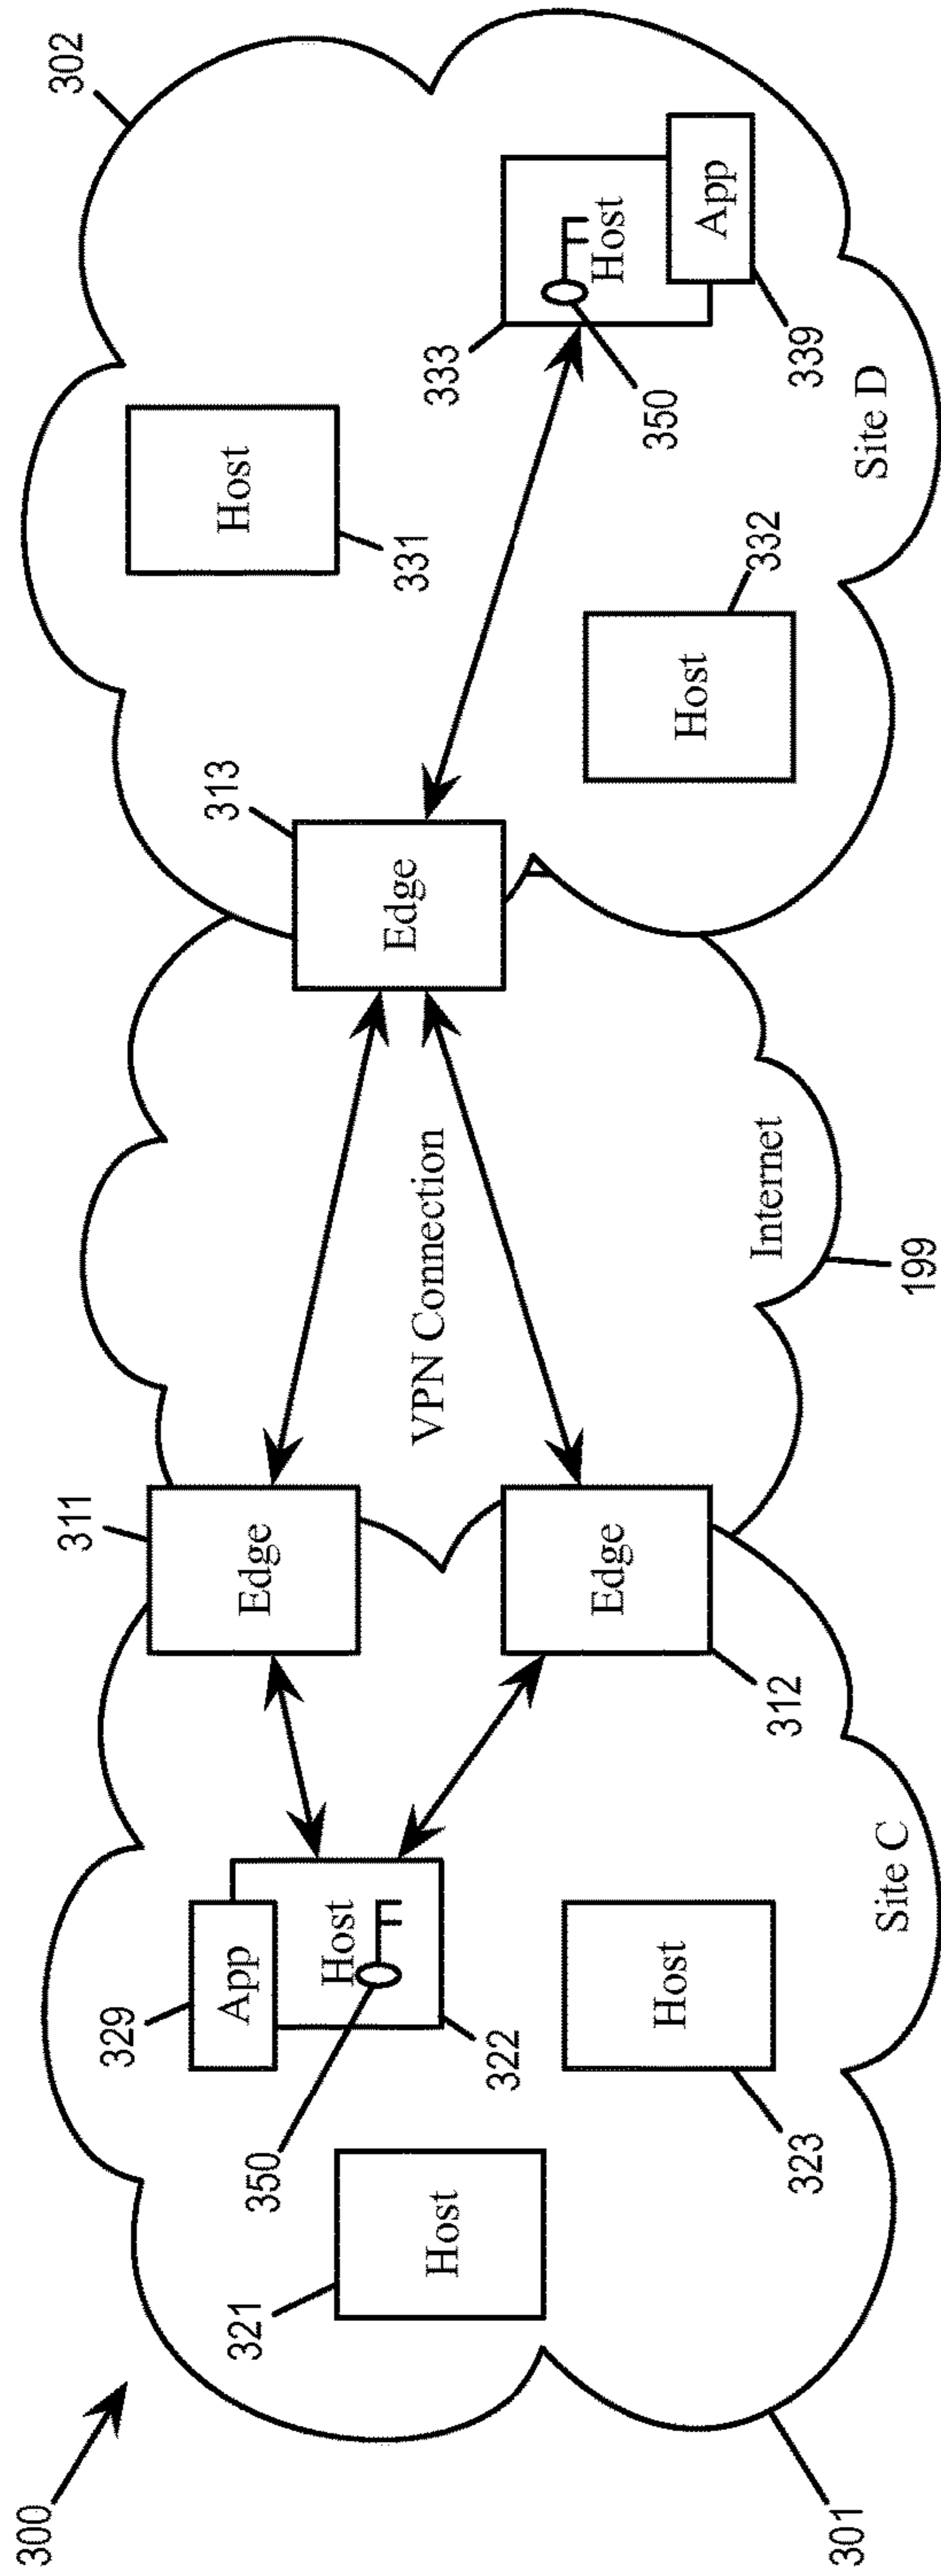 300
302
311
313
329
App
Host
350
322
Host
321
Host
323
Edge
Edge
312
VPN Connection
Edge
Host
331
333
Host
350
App
339
Host
332
Site C
301
Internet
199
Site D